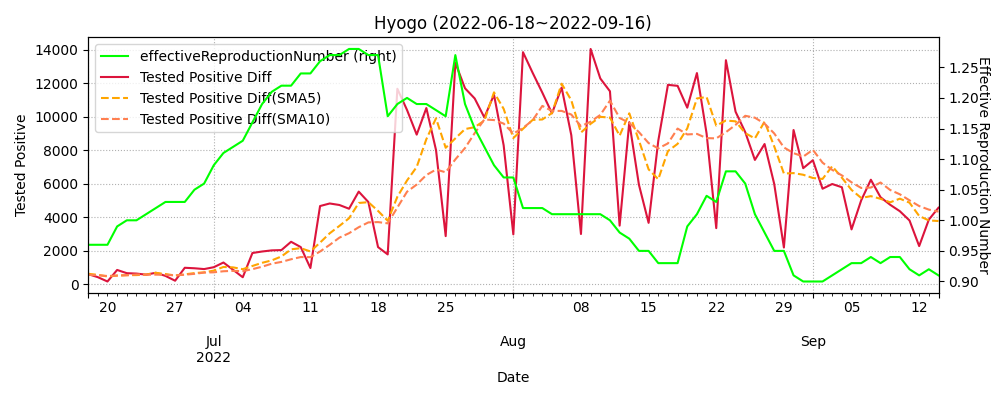 Hyogo (2022-06-18~2022-09-16)
effectiveReproductionNumber (right)
Tested Positive Diff
Tested Positive Diff(SMA5)
Tested Positive Diff(SMA10)
Tested Positive
14000
12000
10000
8000
6000
4000
2000
0
Effective Reproduction Number
1.25
1.20
1.15
1.10
1.05
1.00
0.95
0.90
20 27 04 11 18 25 08 15 22 29 05 12
Jul Aug Sep
2022
Date